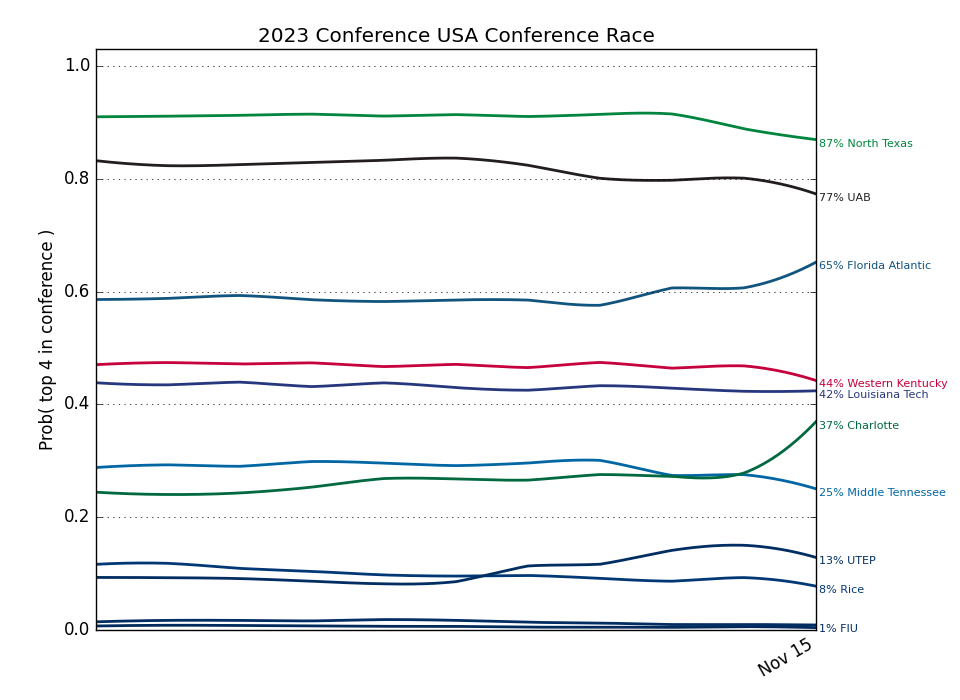 2023 Conference USA Conference Race
1.0
0.8
0.6
0.4
0.2
0.0
Prob( top 4 in conference )
87% North Texas
77% UAB
65% Florida Atlantic
44% Western Kentucky
42% Louisiana Tech
37% Charlotte
25% Middle Tennessee
13% UTEP
8% Rice
1% FIU
Nov 15